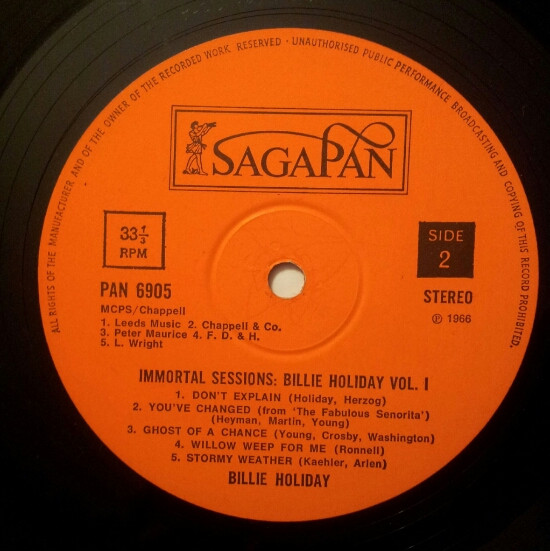 ALL RIGHTS OF THE MANUFACTURER AND OF THE OWNER OF THE RECORDED WORK RESERVED · UNAUTHORISED PUBLIC PERFORMANCE BROADCASTING AND COPYING OF THIS RECORD PROHIBITED.
SAGAPAN
33 1/3
RPM
SIDE
2
PAN 6905
STEREO
MCPS/Chappell
℗ 1966
1. Leeds Music 2. Chappell & Co.
3. Peter Maurice 4. F. D. & H.
5. L. Wright
IMMORTAL SESSIONS: BILLIE HOLIDAY VOL. I
1. DON'T EXPLAIN (Holiday, Herzog)
2. YOU'VE CHANGED (from 'The Fabulous Senorita')
(Heyman, Martin, Young)
3. GHOST OF A CHANCE (Young, Crosby, Washington)
4. WILLOW WEEP FOR ME (Ronnell)
5. STORMY WEATHER (Kaehler, Arlen)
BILLIE HOLIDAY